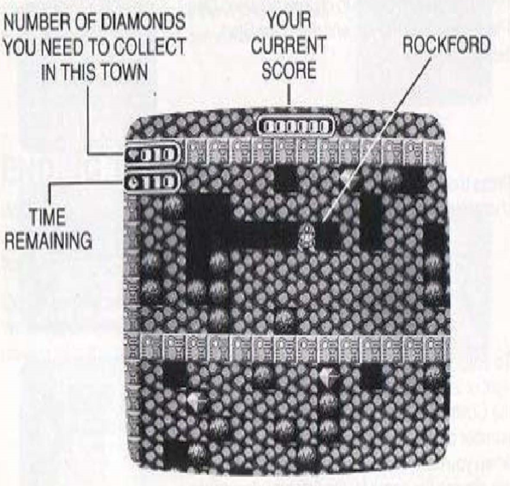 NUMBER OF DIAMONDS
YOU NEED TO COLLECT
IN THIS TOWN
YOUR
CURRENT
SCORE
ROCKFORD
000000
010
110
TIME
REMAINING